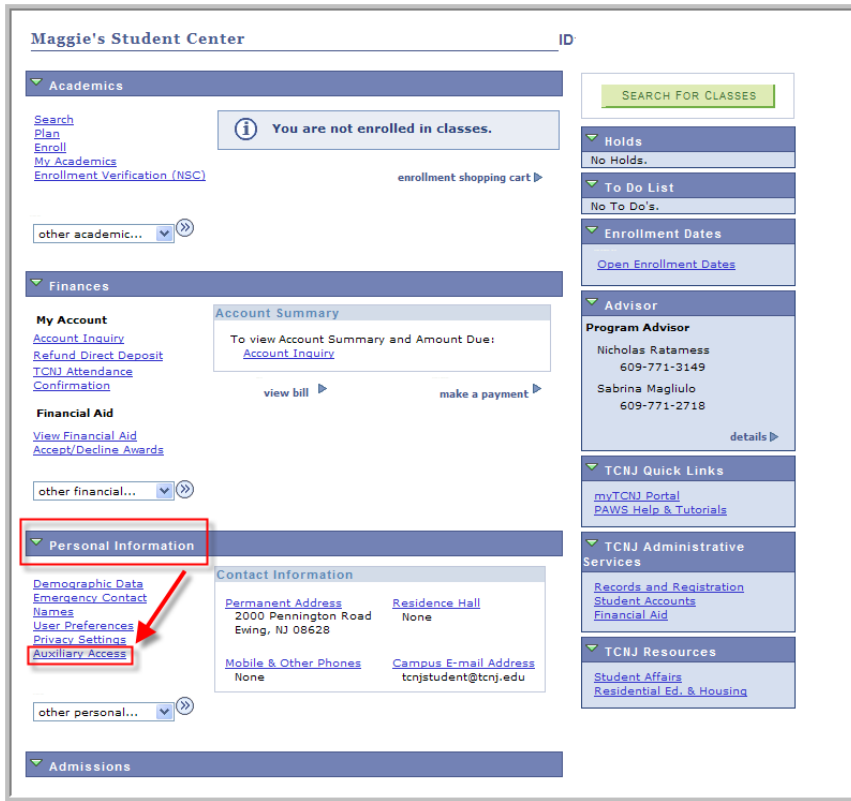 Maggie's Student Center
ID
Academics
Search
Plan
Enroll
My Academics
Enrollment Verification (NSC)
You are not enrolled in classes.
enrollment shopping cart
other academic...
Finances
My Account
Account Inquiry
Refund Direct Deposit
TCNJ Attendance
Confirmation
Financial Aid
View Financial Aid
Accept/Decline Awards
Account Summary
To view Account Summary and Amount Due:
Account Inquiry
view bill
make a payment
other financial...
Personal Information
Demographic Data
Emergency Contact
Names
User Preferences
Privacy Settings
Auxiliary Access
Contact Information
Permanent Address
2000 Pennington Road
Ewing, NJ 08628
Residence Hall
None
Mobile & Other Phones
None
Campus E-mail Address
tcnjstudent@tcnj.edu
other personal...
Admissions
SEARCH FOR CLASSES
Holds
No Holds.
To Do List
No To Do's.
Enrollment Dates
Open Enrollment Dates
Advisor
Program Advisor
Nicholas Ratamess
609-771-3149
Sabrina Magliulo
609-771-2718
details
TCNJ Quick Links
myTCNJ Portal
PAWS Help & Tutorials
TCNJ Administrative
Services
Records and Registration
Student Accounts
Financial Aid
TCNJ Resources
Student Affairs
Residential Ed. & Housing